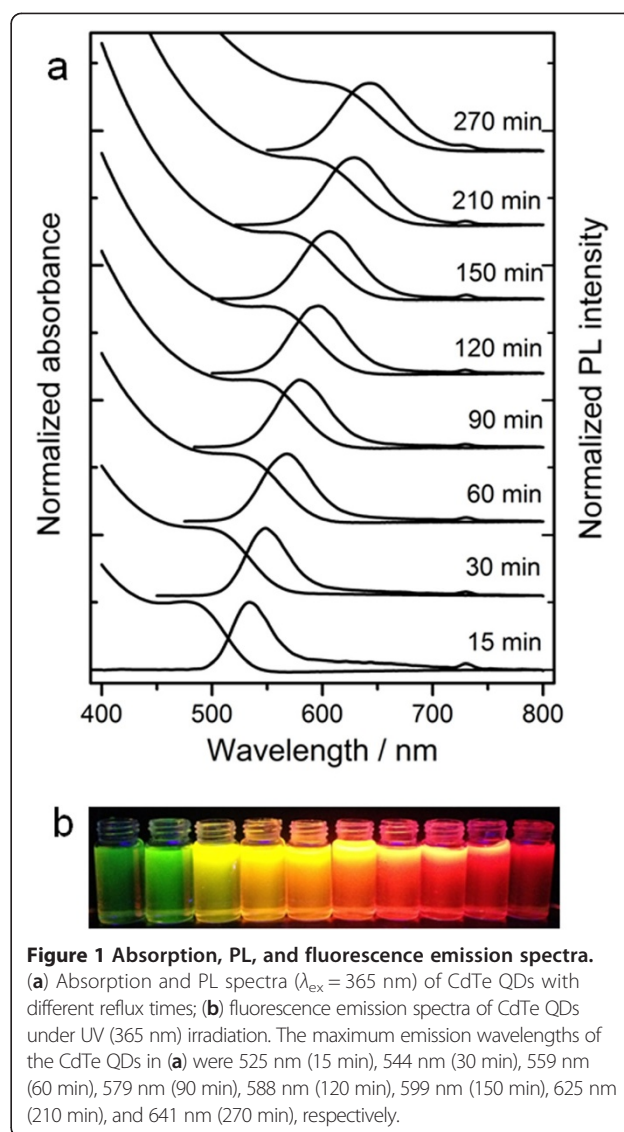 a
Normalized absorbance
Normalized PL intensity
270 min
210 min
150 min
120 min
90 min
60 min
30 min
15 min
400 500 600 700 800
Wavelength / nm
b
Figure 1 Absorption, PL, and fluorescence emission spectra.
(a) Absorption and PL spectra (λex = 365 nm) of CdTe QDs with
different reflux times; (b) fluorescence emission spectra of CdTe QDs
under UV (365 nm) irradiation. The maximum emission wavelengths of
the CdTe QDs in (a) were 525 nm (15 min), 544 nm (30 min), 559 nm
(60 min), 579 nm (90 min), 588 nm (120 min), 599 nm (150 min), 625 nm
(210 min), and 641 nm (270 min), respectively.